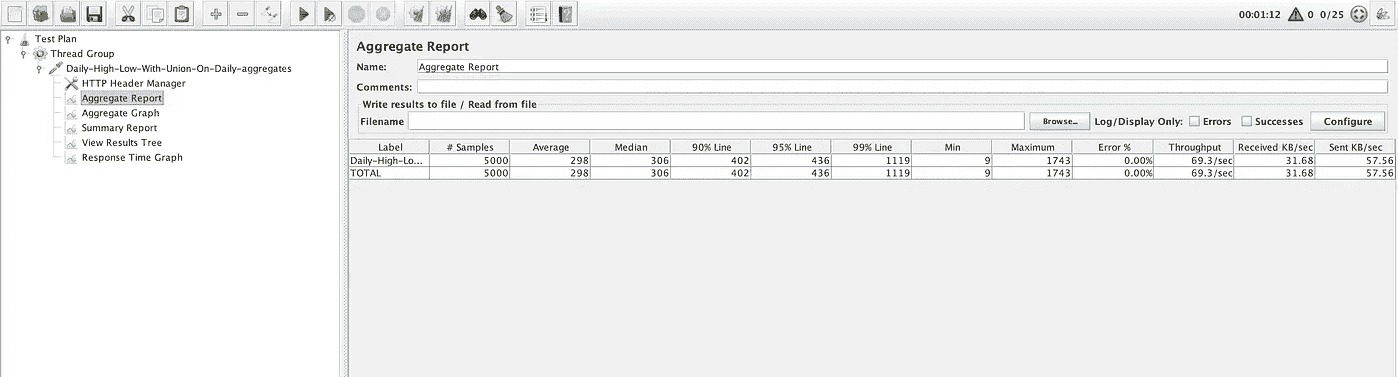 00:01:12 0 0/25
Test Plan
Thread Group
Daily-High-Low-With-Union-On-Daily-aggregates
HTTP Header Manager
Aggregate Report
Aggregate Graph
Summary Report
View Results Tree
Response Time Graph
Aggregate Report
Name: Aggregate Report
Comments:
Write results to file / Read from file
Filename Browse... Log/Display Only: Errors Successes Configure
Label # Samples Average Median 90% Line 95% Line 99% Line Min Maximum Error % Throughput Received KB/sec Sent KB/sec
Daily-High-Lo... 5000 298 306 402 436 1119 9 1743 0.00% 69.3/sec 31.68 57.56
TOTAL 5000 298 306 402 436 1119 9 1743 0.00% 69.3/sec 31.68 57.56